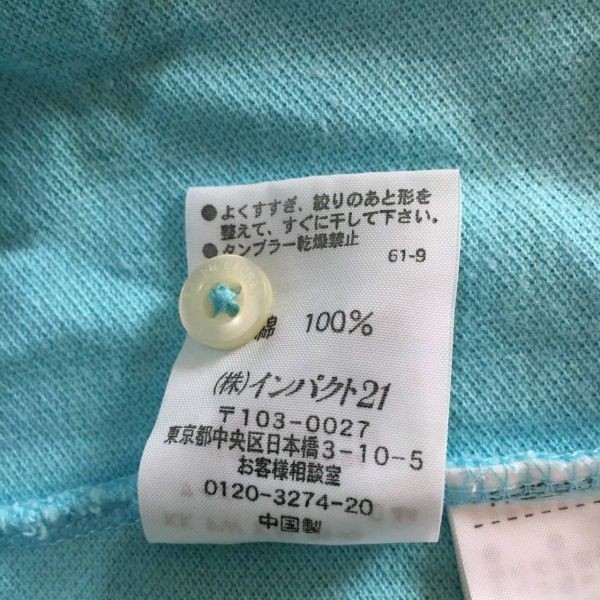 ●よくすすぎ、絞りのあと形を
整えて、すぐに干して下さい。
●タンブラー乾燥禁止
61-9
綿 100%
(株)インパクト21
〒103-0027
東京都中央区日本橋3-10-5
お客様相談室
0120-3274-20
中国製